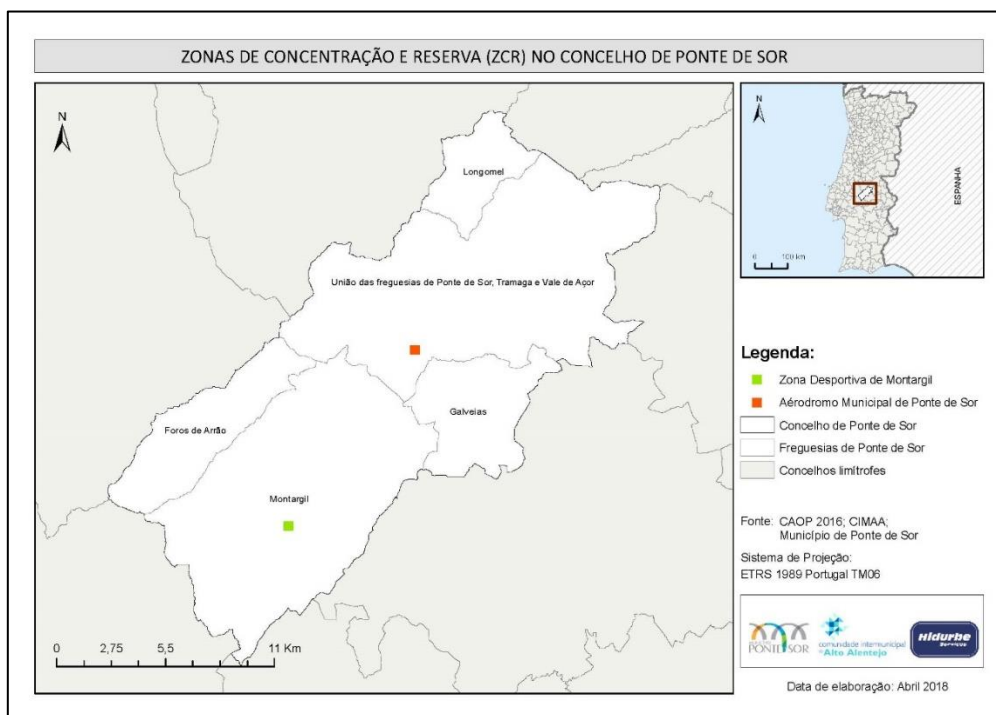 ZONAS DE CONCENTRAÇÃO E RESERVA (ZCR) NO CONCELHO DE PONTE DE SOR
N
Longomel
União das freguesias de Ponte de Sor, Tramaga e Vale de Açor
Galveias
Foros de Arrão
Montargil
0 2,75 5,5 11 Km
N
ESPANHA
0 100 km
Legenda:
Zona Desportiva de Montargil
Aérodromo Municipal de Ponte de Sor
Concelho de Ponte de Sor
Freguesias de Ponte de Sor
Concelhos limítrofes
Fonte: CAOP 2016; CIMAA;
Município de Ponte de Sor
Sistema de Projeção:
ETRS 1989 Portugal TM06
PONTE SOR
comunidade intermunicipal
do Alto Alentejo
Hidurbe
Serviços
Data de elaboração: Abril 2018